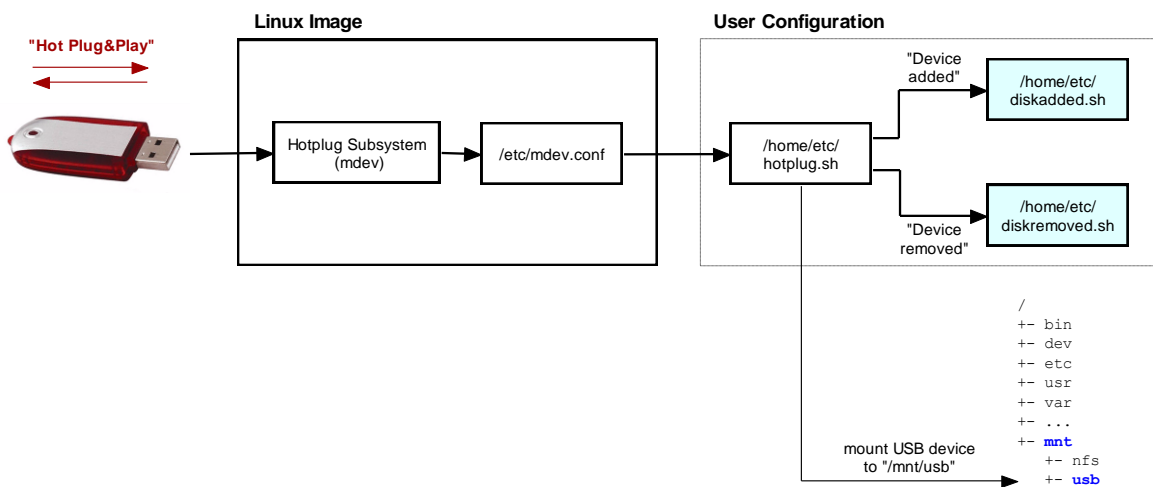 Linux Image
User Configuration
"Hot Plug&Play"
Hotplug Subsystem
(mdev)
/etc/mdev.conf
/home/etc/
hotplug.sh
"Device
added"
/home/etc/
diskadded.sh
"Device
removed"
/home/etc/
diskremoved.sh
mount USB device
to "/mnt/usb"
/
+- bin
+- dev
+- etc
+- usr
+- var
+- ...
+- mnt
+- nfs
+- usb